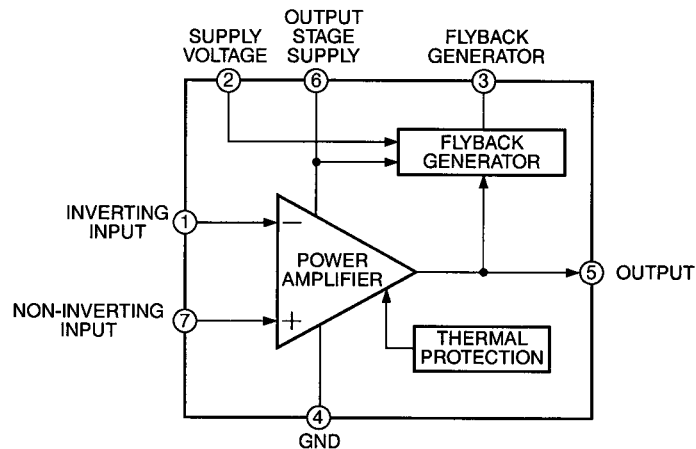 SUPPLY
VOLTAGE
2
OUTPUT
STAGE
SUPPLY
6
FLYBACK
GENERATOR
3
FLYBACK
GENERATOR
INVERTING
INPUT
1
−
POWER
AMPLIFIER
5
OUTPUT
NON-INVERTING
INPUT
7
+
THERMAL
PROTECTION
4
GND